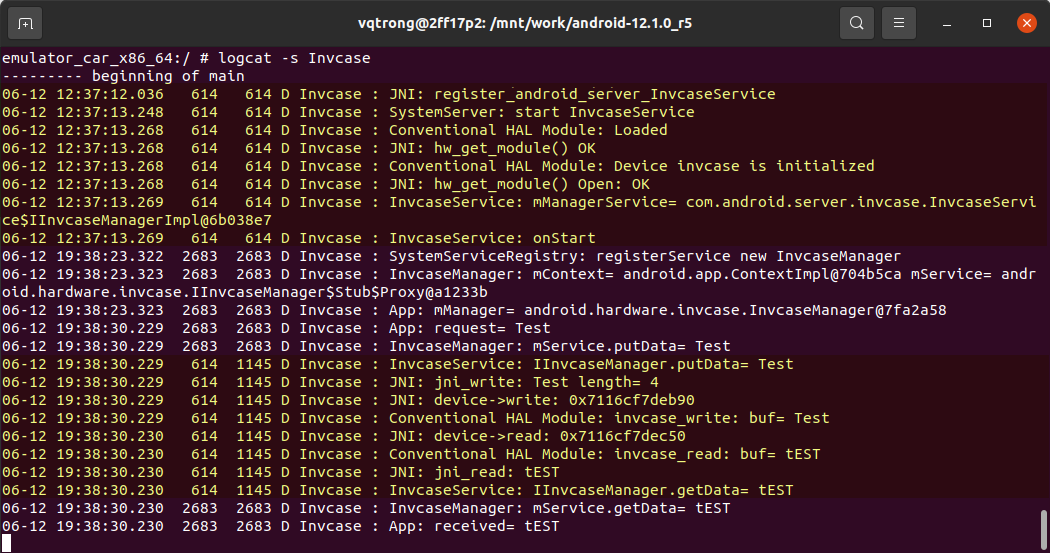 vqtrong@2ff17p2: /mnt/work/android-12.1.0_r5
emulator_car_x86_64:/ # logcat -s Invcase
--------- beginning of main
06-12 12:37:12.036   614   614 D Invcase : JNI: register_android_server_InvcaseService
06-12 12:37:13.248   614   614 D Invcase : SystemServer: start InvcaseService
06-12 12:37:13.268   614   614 D Invcase : Conventional HAL Module: Loaded
06-12 12:37:13.268   614   614 D Invcase : JNI: hw_get_module() OK
06-12 12:37:13.268   614   614 D Invcase : Conventional HAL Module: Device invcase is initialized
06-12 12:37:13.268   614   614 D Invcase : JNI: hw_get_module() Open: OK
06-12 12:37:13.269   614   614 D Invcase : InvcaseService: mManagerService= com.android.server.invcase.InvcaseServi
ce$IInvcaseManagerImpl@6b038e7
06-12 12:37:13.269   614   614 D Invcase : InvcaseService: onStart
06-12 19:38:23.322  2683  2683 D Invcase : SystemServiceRegistry: registerService new InvcaseManager
06-12 19:38:23.323  2683  2683 D Invcase : InvcaseManager: mContext= android.app.ContextImpl@704b5ca mService= andr
oid.hardware.invcase.IInvcaseManager$Stub$Proxy@a1233b
06-12 19:38:23.323  2683  2683 D Invcase : App: mManager= android.hardware.invcase.InvcaseManager@7fa2a58
06-12 19:38:30.229  2683  2683 D Invcase : App: request= Test
06-12 19:38:30.229  2683  2683 D Invcase : InvcaseManager: mService.putData= Test
06-12 19:38:30.229   614  1145 D Invcase : InvcaseService: IInvcaseManager.putData= Test
06-12 19:38:30.229   614  1145 D Invcase : JNI: jni_write: Test length= 4
06-12 19:38:30.229   614  1145 D Invcase : JNI: device->write: 0x7116cf7deb90
06-12 19:38:30.229   614  1145 D Invcase : Conventional HAL Module: invcase_write: buf= Test
06-12 19:38:30.230   614  1145 D Invcase : JNI: device->read: 0x7116cf7dec50
06-12 19:38:30.230   614  1145 D Invcase : Conventional HAL Module: invcase_read: buf= tEST
06-12 19:38:30.230   614  1145 D Invcase : JNI: jni_read: tEST
06-12 19:38:30.230   614  1145 D Invcase : InvcaseService: IInvcaseManager.getData= tEST
06-12 19:38:30.230  2683  2683 D Invcase : InvcaseManager: mService.getData= tEST
06-12 19:38:30.230  2683  2683 D Invcase : App: received= tEST